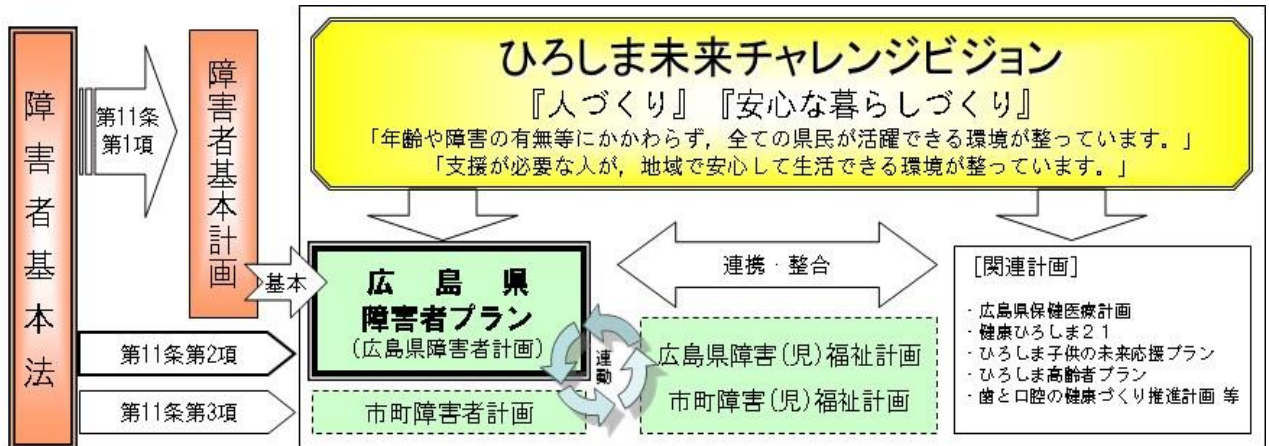 障害者基本法
第11条
第1項
障害者基本計画
ひろしま未来チャレンジビジョン
『人づくり』『安心な暮らしづくり』
「年齢や障害の有無等にかかわらず，全ての県民が活躍できる環境が整っています。」
「支援が必要な人が，地域で安心して生活できる環境が整っています。」
基本
広島県
障害者プラン
(広島県障害者計画)
連携・整合
[関連計画]
・広島県保健医療計画
・健康ひろしま２１
・ひろしま子供の未来応援プラン
・ひろしま高齢者プラン
・歯と口腔の健康づくり推進計画 等
第11条第2項
連動
広島県障害(児)福祉計画
市町障害(児)福祉計画
第11条第3項
市町障害者計画